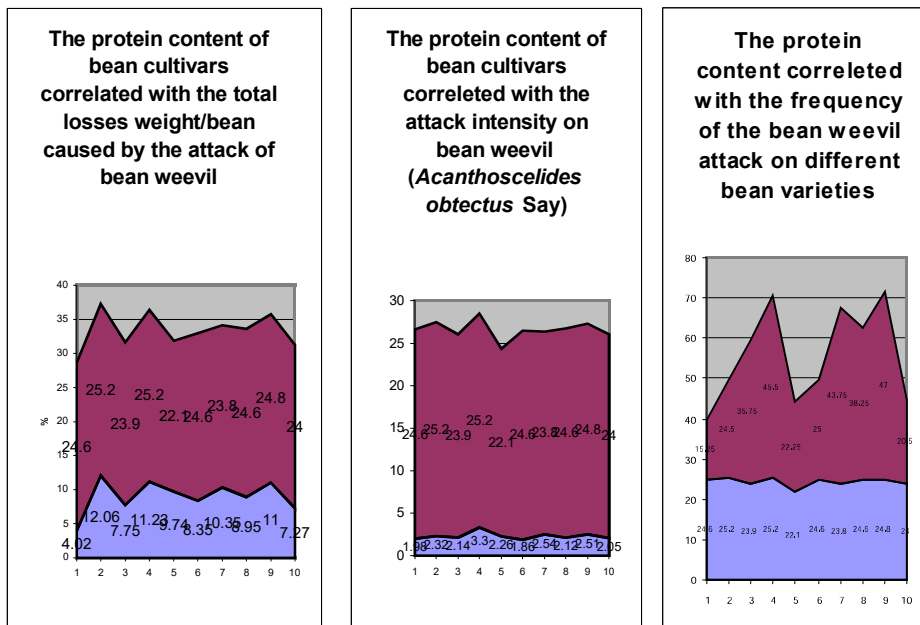 The protein content of
bean cultivars
correlated with the total
losses weight/bean
caused by the attack of
bean weevil
40
35
30
25
20
15
10
5
0
%
25.2
25.2
24.8
23.9
22.1
24.6
23.8
24.6
24
24.6
12.06
11.23
11
10.35
9.74
8.95
8.35
7.75
7.27
4.02
1 2 3 4 5 6 7 8 9 10
The protein content of
bean cultivars
correleted with the
attack intensity on
bean weevil
(Acanthoscelides
obtectus Say)
30
25
20
15
10
5
0
24.6 25.2 23.9 25.2 22.1 24.6 23.8 24.6 24.8 24
1.98 2.32 2.14 3.3 2.26 1.86 2.54 2.12 2.51 2.05
1 2 3 4 5 6 7 8 9 10
The protein
content correleted
with the frequency
of the bean weevil
attack on different
bean varieties
80
70
60
50
40
30
20
10
0
15.25 24.5 35.75 45.5 22.25 25 43.75 38.25 47 20.5
24.6 25.2 23.9 25.2 22.1 24.6 23.8 24.5 24.8 24
1 2 3 4 5 6 7 8 9 10